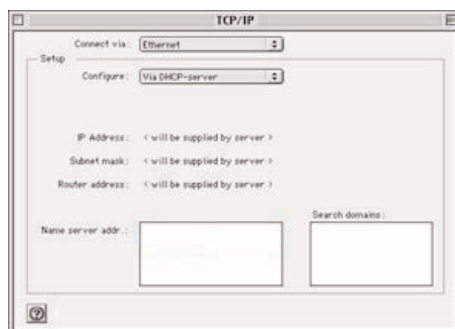 TCP/IP
Connect via: Ethernet
Setup
Configure: Via DHCP-server
IP Address: < will be supplied by server >
Subnet mask: < will be supplied by server >
Router address: < will be supplied by server >
Search domains:
Name server addr.:
?